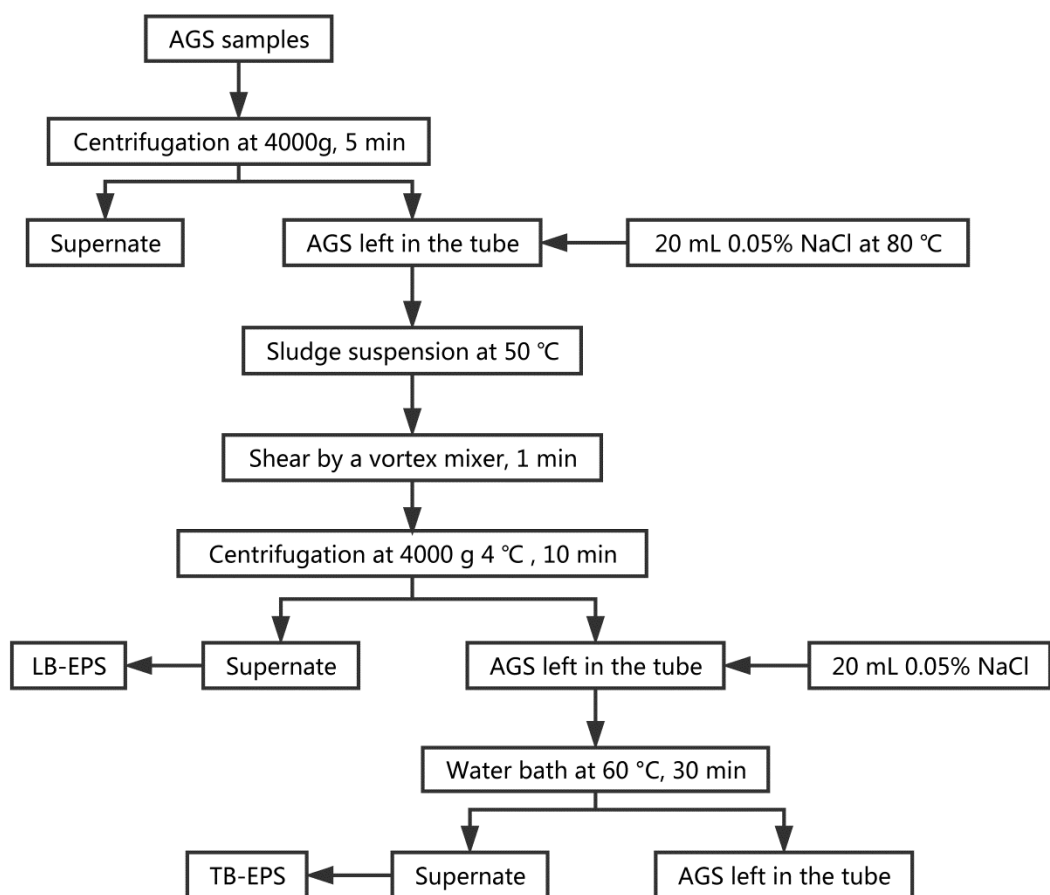 AGS samples
Centrifugation at 4000g, 5 min
Supernate
AGS left in the tube
20 mL 0.05% NaCl at 80 ℃
Sludge suspension at 50 ℃
Shear by a vortex mixer, 1 min
Centrifugation at 4000 g 4 ℃ , 10 min
LB-EPS
Supernate
AGS left in the tube
20 mL 0.05% NaCl
Water bath at 60 °C, 30 min
TB-EPS
Supernate
AGS left in the tube